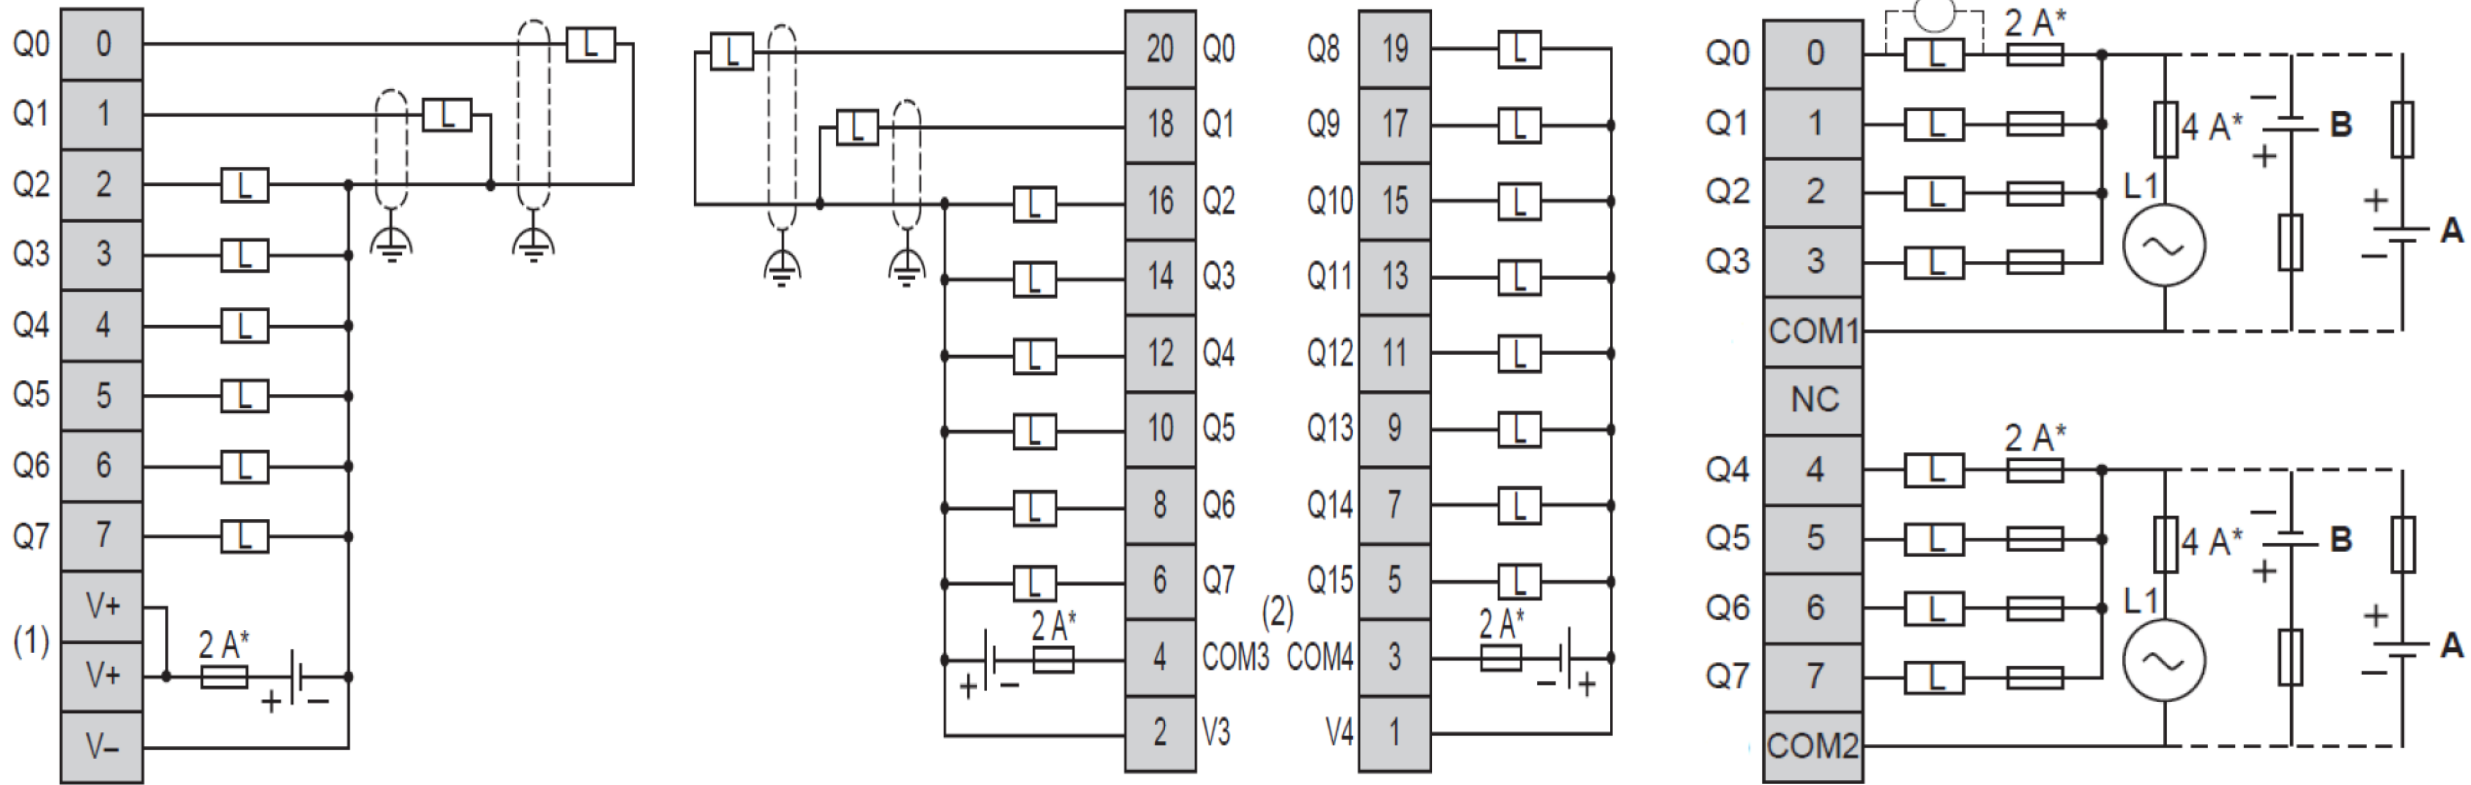 Q0 0 L
Q1 1 L
Q2 2 L
Q3 3 L
Q4 4 L
Q5 5 L
Q6 6 L
Q7 7 L
V+
(1) 2 A*
V+ + −
V−
L 20 Q0
L 18 Q1
L 16 Q2
L 14 Q3
L 12 Q4
L 10 Q5
L 8 Q6
L 6 Q7
(2)
2 A*
+ − 4 COM3
2 V3
Q8 19 L
Q9 17 L
Q10 15 L
Q11 13 L
Q12 11 L
Q13 9 L
Q14 7 L
Q15 5 L
2 A*
COM4 3 − +
V4 1
2 A*
Q0 0 L
Q1 1 L
Q2 2 L
Q3 3 L
COM1
4 A*
L1
− B
+
+
− A
NC
2 A*
Q4 4 L
Q5 5 L
Q6 6 L
Q7 7 L
COM2
4 A*
L1
− B
+
+
− A